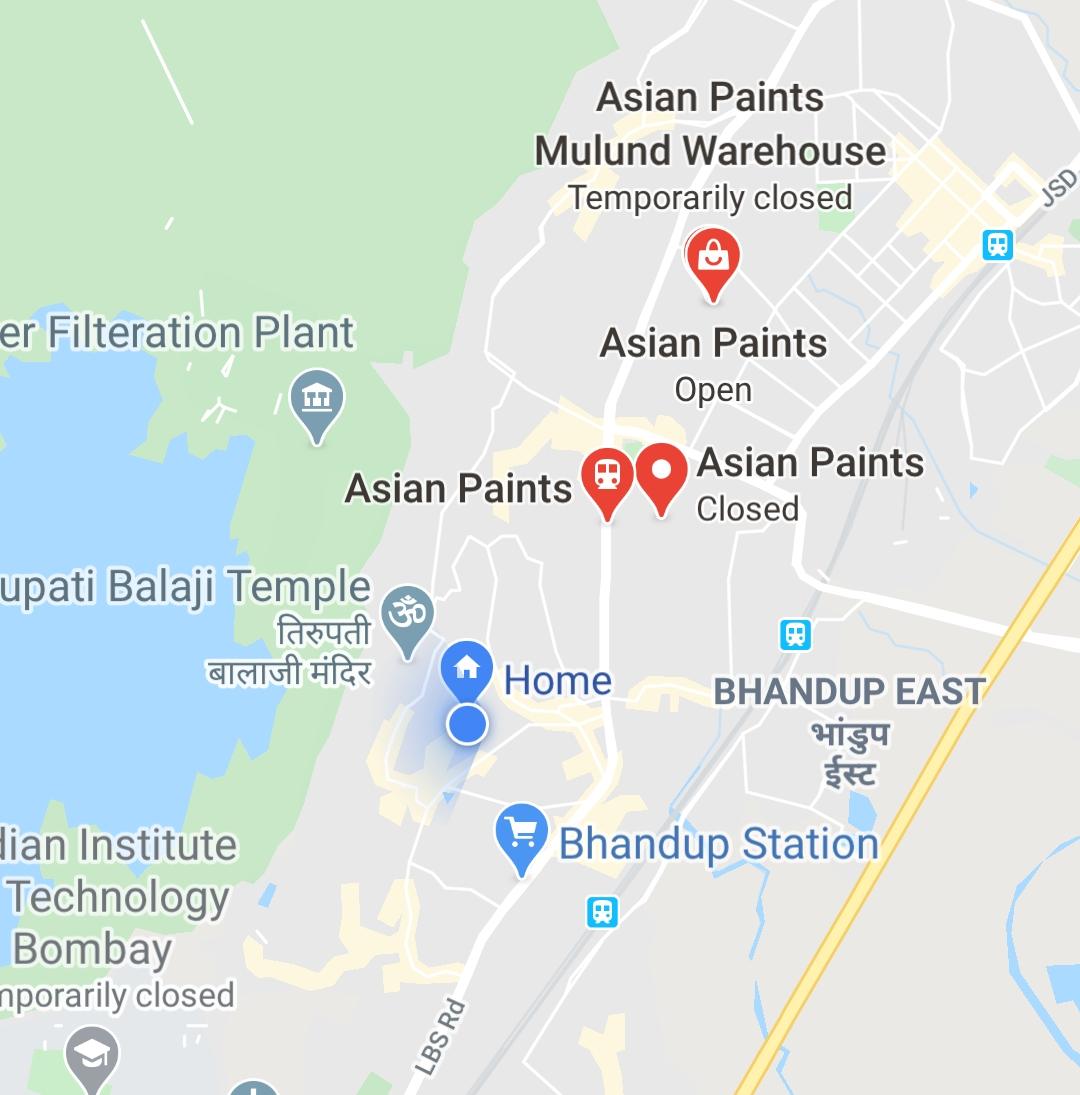 Asian Paints
Mulund Warehouse
Temporarily closed
JSD
er Filteration Plant
Asian Paints
Open
Asian Paints
Asian Paints
Closed
upati Balaji Temple
तिरुपती
बालाजी मंदिर
Home
BHANDUP EAST
भांडुप
ईस्ट
dian Institute
Technology
Bombay
mporarily closed
Bhandup Station
LBS Rd